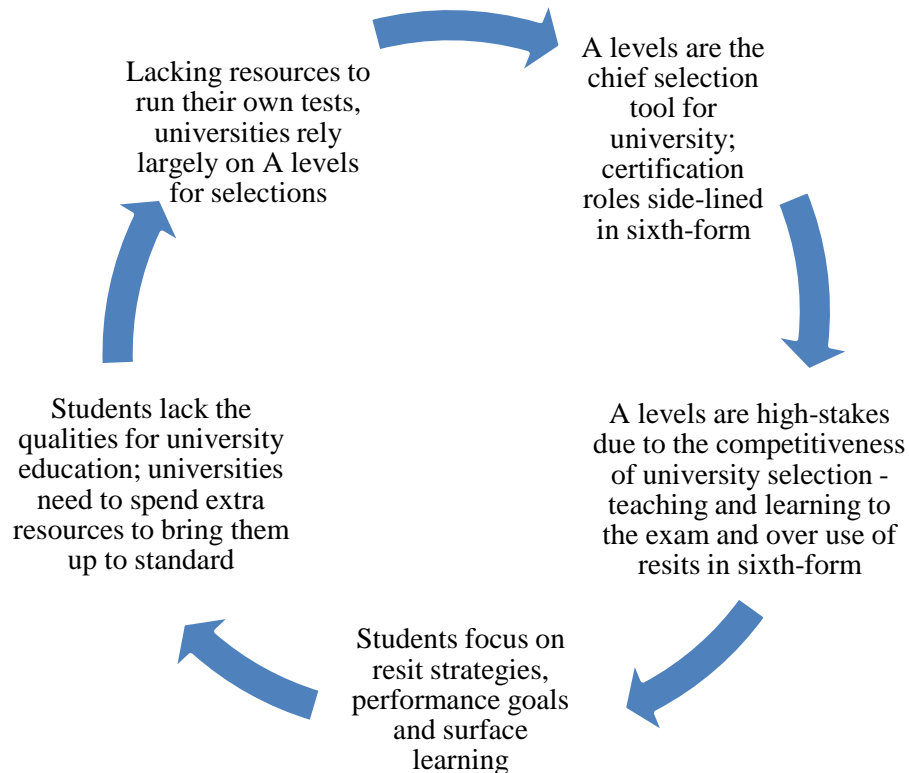 Lacking resources to
run their own tests,
universities rely
largely on A levels
for selections
A levels are the
chief selection
tool for
university;
certification
roles side-lined
in sixth-form
A levels are high-stakes
due to the competitiveness
of university selection -
teaching and learning to
the exam and over use of
resits in sixth-form
Students focus on
resit strategies,
performance goals
and surface
learning
Students lack the
qualities for university
education; universities
need to spend extra
resources to bring them
up to standard